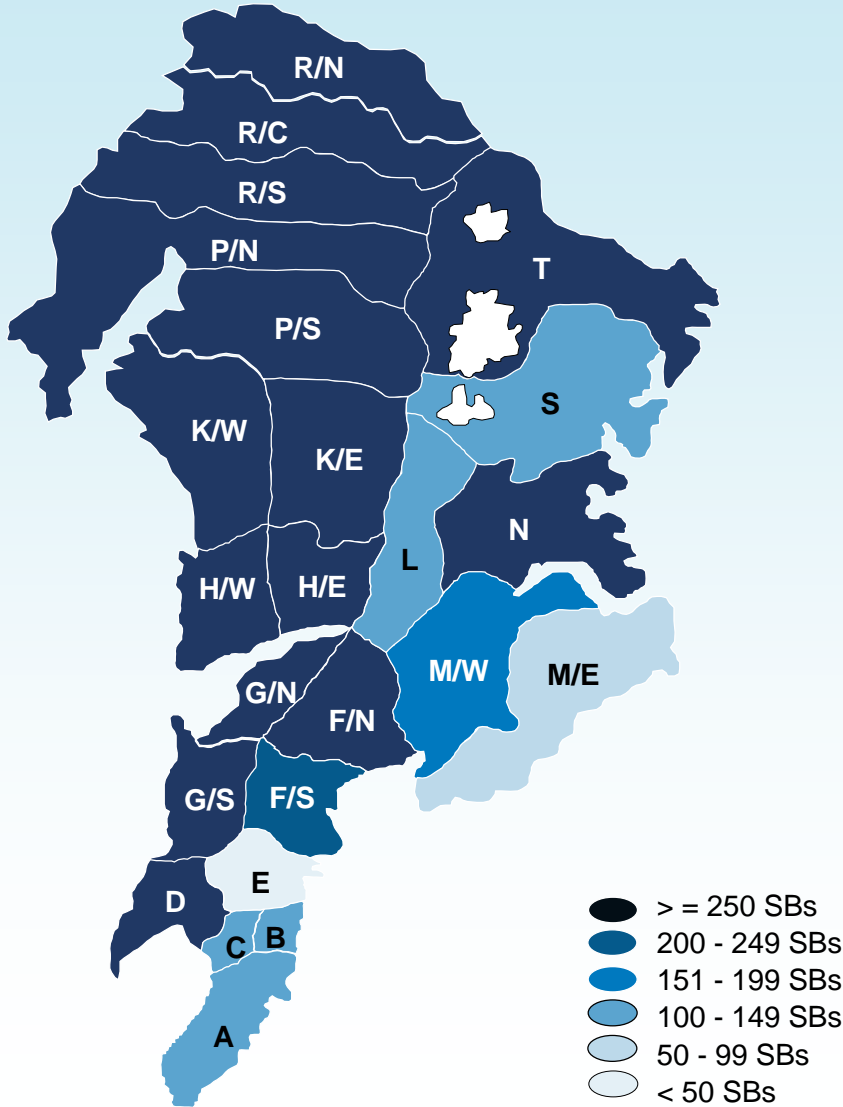 R/N
R/C
R/S
P/N
T
P/S
S
K/W
K/E
N
L
H/W
H/E
M/W
M/E
G/N
F/N
G/S
F/S
E
D
B
C
A
> = 250 SBs
200 - 249 SBs
151 - 199 SBs
100 - 149 SBs
50 - 99 SBs
< 50 SBs